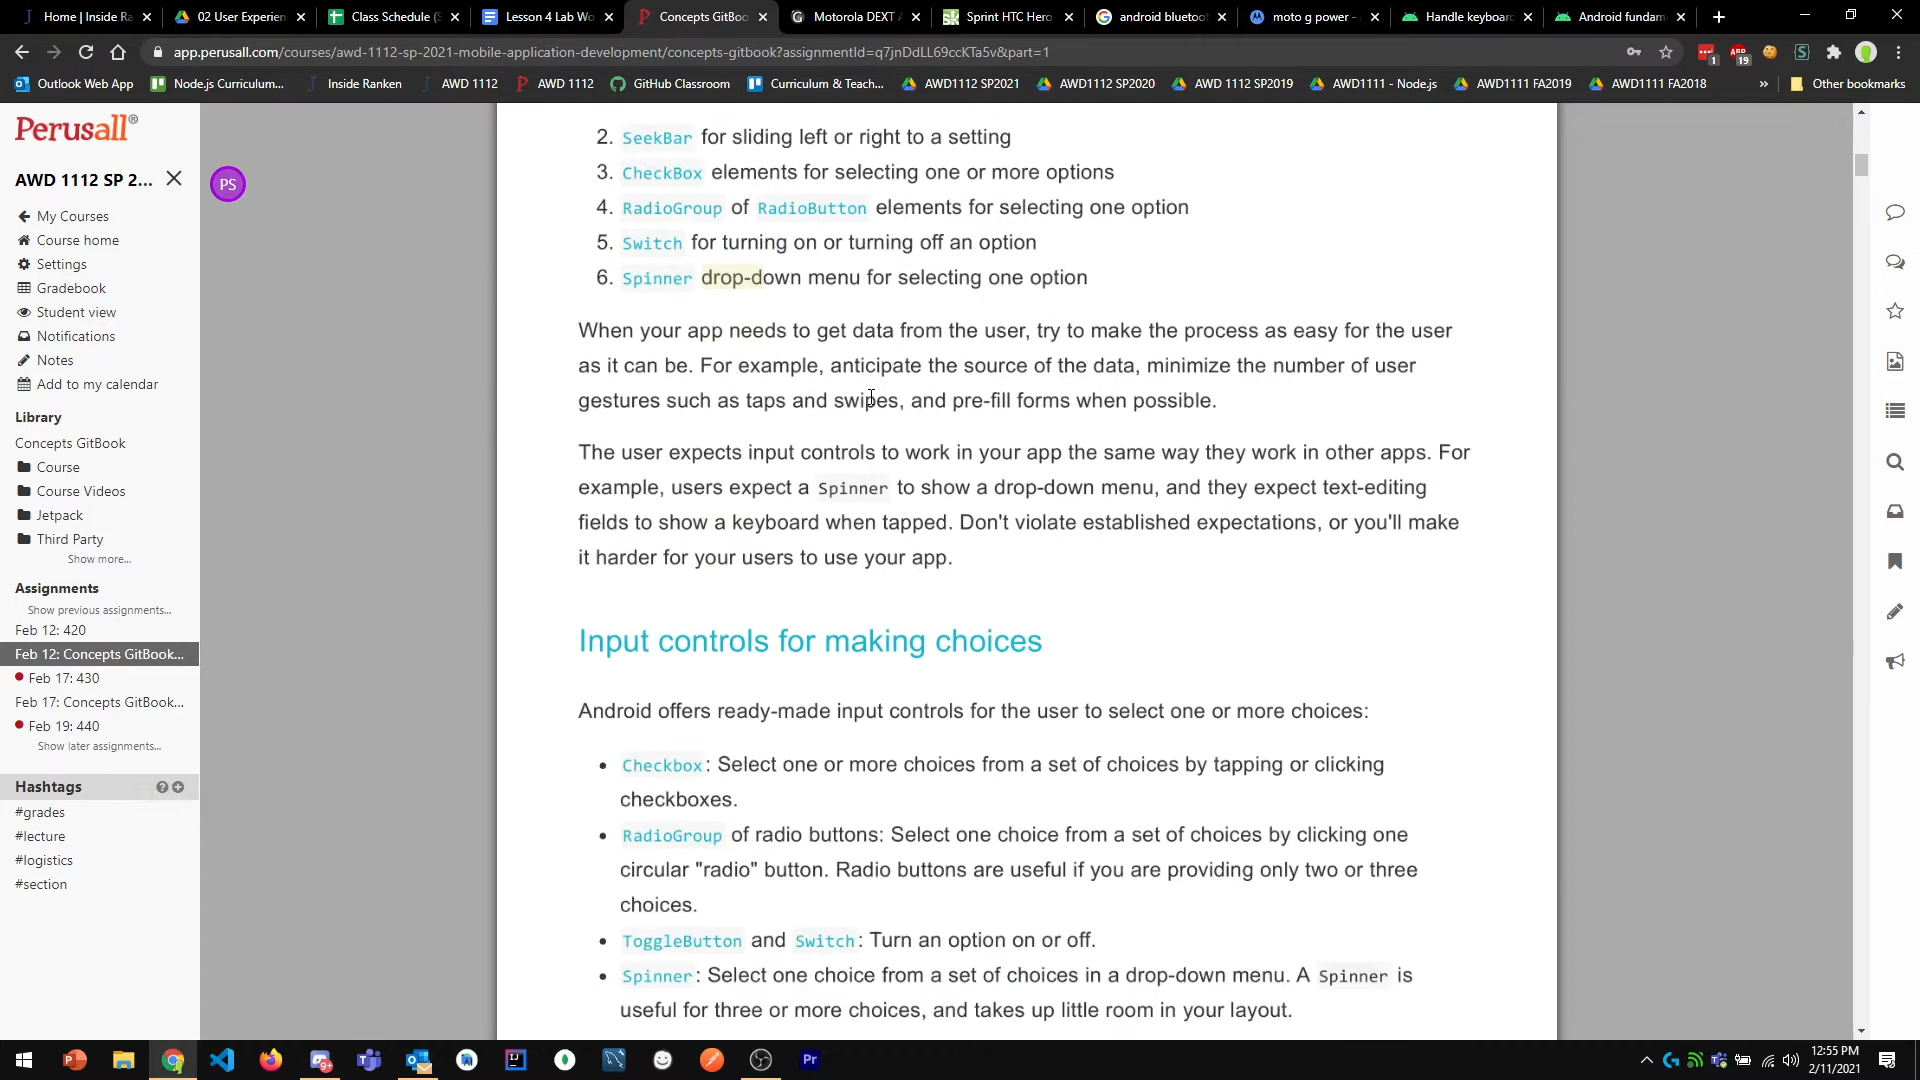 Home | Inside Ra
02 User Experien
Class Schedule (S
Lesson 4 Lab Wo
Concepts GitBoo
Motorola DEXT A
Sprint HTC Hero
android bluetoot
moto g power -
Handle keyboard
Android fundam
app.perusall.com/courses/awd-1112-sp-2021-mobile-application-development/concepts-gitbook?assignmentId=q7jnDdLL69ccKTa5v&part=1
1
19
Outlook Web App
Node.js Curriculum...
Inside Ranken
AWD 1112
AWD 1112
GitHub Classroom
Curriculum & Teach...
AWD1112 SP2021
AWD1112 SP2020
AWD 1112 SP2019
AWD1111 - Node.js
AWD1111 FA2019
AWD1111 FA2018
»
Other bookmarks
Perusall®
AWD 1112 SP 2...
My Courses
Course home
Settings
Gradebook
Student view
Notifications
Notes
Add to my calendar
Library
Concepts GitBook
Course
Course Videos
Jetpack
Third Party
Show more...
Assignments
Show previous assignments...
Feb 12: 420
Feb 12: Concepts GitBook...
Feb 17: 430
Feb 17: Concepts GitBook...
Feb 19: 440
Show later assignments...
Hashtags
#grades
#lecture
#logistics
#section
PS
2. SeekBar for sliding left or right to a setting
3. CheckBox elements for selecting one or more options
4. RadioGroup of RadioButton elements for selecting one option
5. Switch for turning on or turning off an option
6. Spinner drop-down menu for selecting one option
When your app needs to get data from the user, try to make the process as easy for the user
as it can be. For example, anticipate the source of the data, minimize the number of user
gestures such as taps and swipes, and pre-fill forms when possible.
The user expects input controls to work in your app the same way they work in other apps. For
example, users expect a Spinner to show a drop-down menu, and they expect text-editing
fields to show a keyboard when tapped. Don't violate established expectations, or you'll make
it harder for your users to use your app.
Input controls for making choices
Android offers ready-made input controls for the user to select one or more choices:
• Checkbox: Select one or more choices from a set of choices by tapping or clicking
checkboxes.
• RadioGroup of radio buttons: Select one choice from a set of choices by clicking one
circular "radio" button. Radio buttons are useful if you are providing only two or three
choices.
• ToggleButton and Switch: Turn an option on or off.
• Spinner: Select one choice from a set of choices in a drop-down menu. A Spinner is
useful for three or more choices, and takes up little room in your layout.
9+
Pr
12:55 PM
2/11/2021